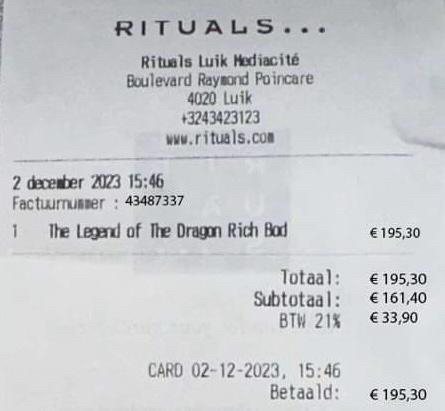 RITUALS...
Rituals Luik Mediacité
Boulevard Raymond Poincare
4020 Luik
+3243423123
www.rituals.com
2 december 2023 15:46
Factuurnummer : 43487337
1 The Legend of The Dragon Rich Bod € 195,30
Totaal: € 195,30
Subtotaal: € 161,40
BTW 21% € 33,90
CARD 02-12-2023, 15:46
Betaald: € 195,30